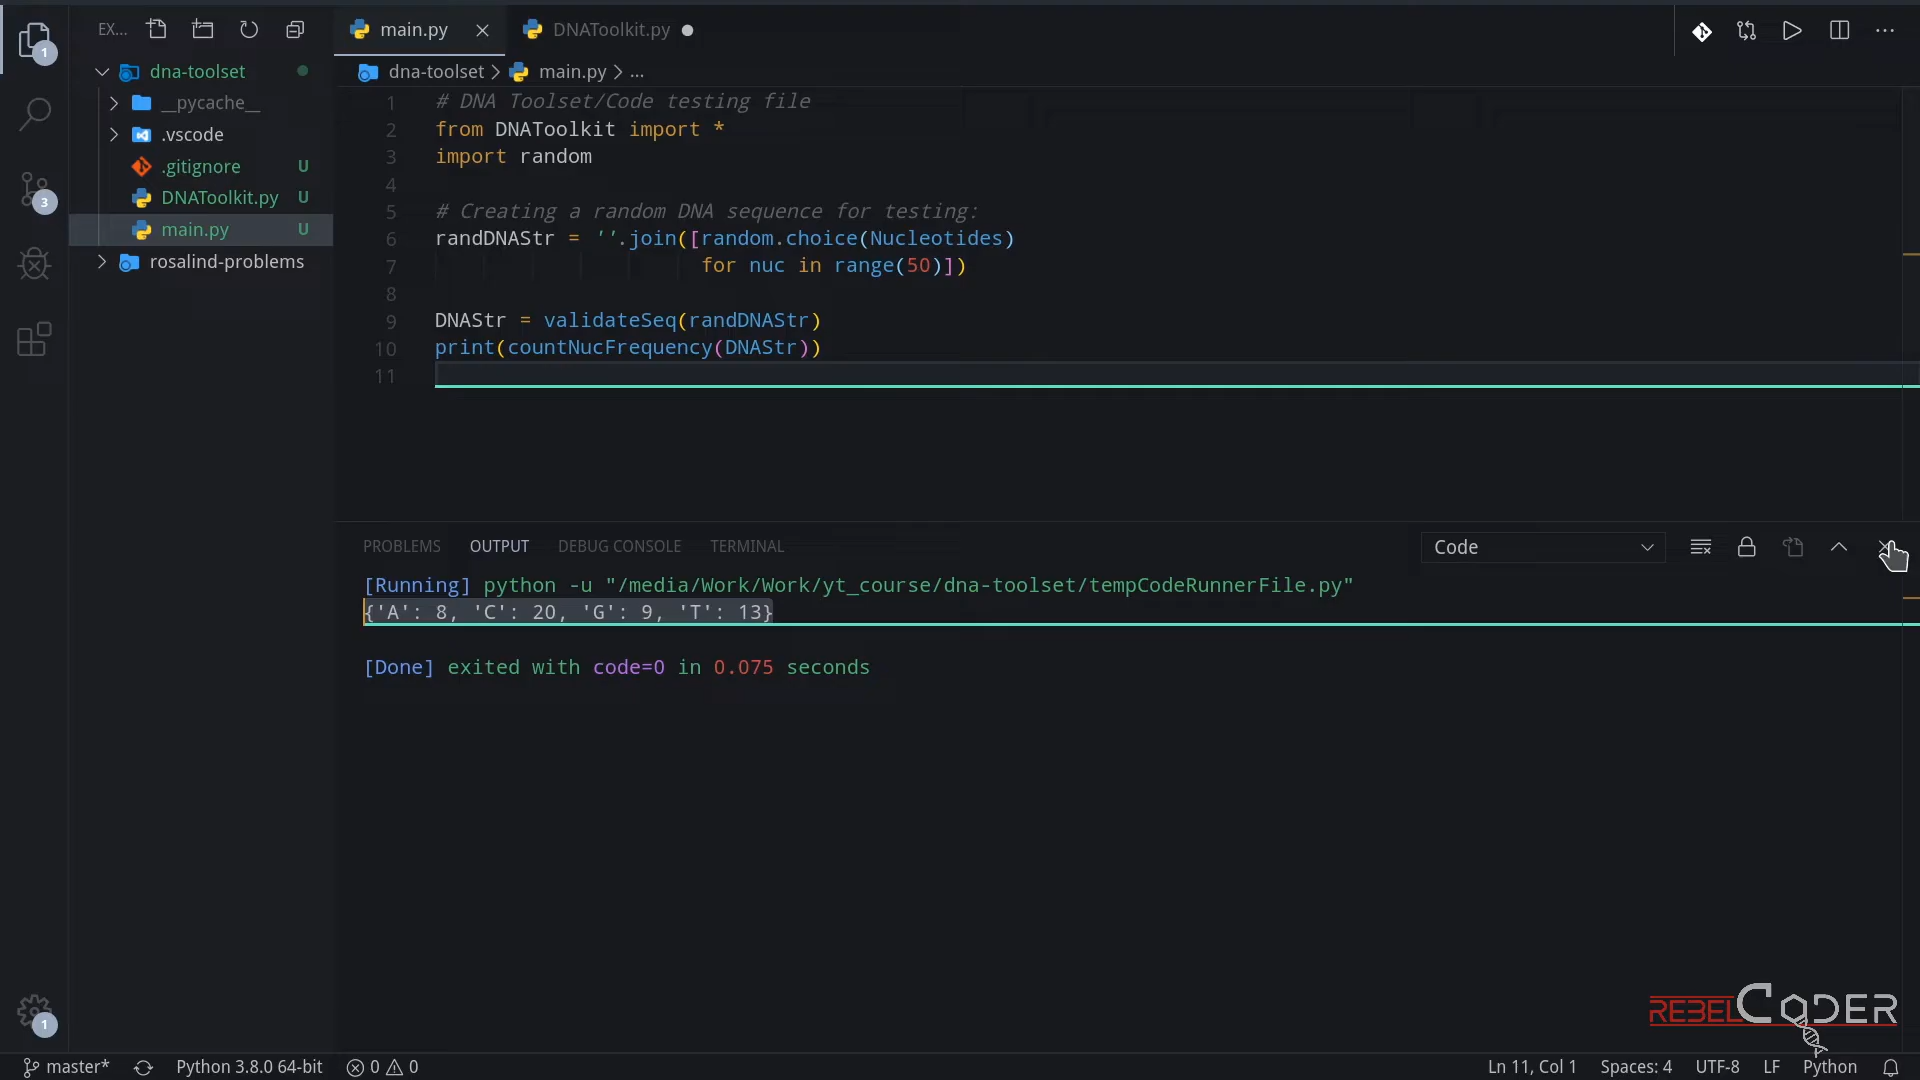 EX...
main.py
DNAToolkit.py
dna-toolset
__pycache__
.vscode
.gitignore U
DNAToolkit.py U
main.py U
rosalind-problems
1
3
1
dna-toolset > main.py > ...
1 # DNA Toolset/Code testing file
2 from DNAToolkit import *
3 import random
4
5 # Creating a random DNA sequence for testing:
6 randDNAStr = ''.join([random.choice(Nucleotides)
7 for nuc in range(50)])
8
9 DNAStr = validateSeq(randDNAStr)
10 print(countNucFrequency(DNAStr))
11
PROBLEMS OUTPUT DEBUG CONSOLE TERMINAL Code
[Running] python -u "/media/Work/Work/yt_course/dna-toolset/tempCodeRunnerFile.py"
{'A': 8, 'C': 20, 'G': 9, 'T': 13}
[Done] exited with code=0 in 0.075 seconds
REBELCODER
master* Python 3.8.0 64-bit 0 0 Ln 11, Col 1 Spaces: 4 UTF-8 LF Python